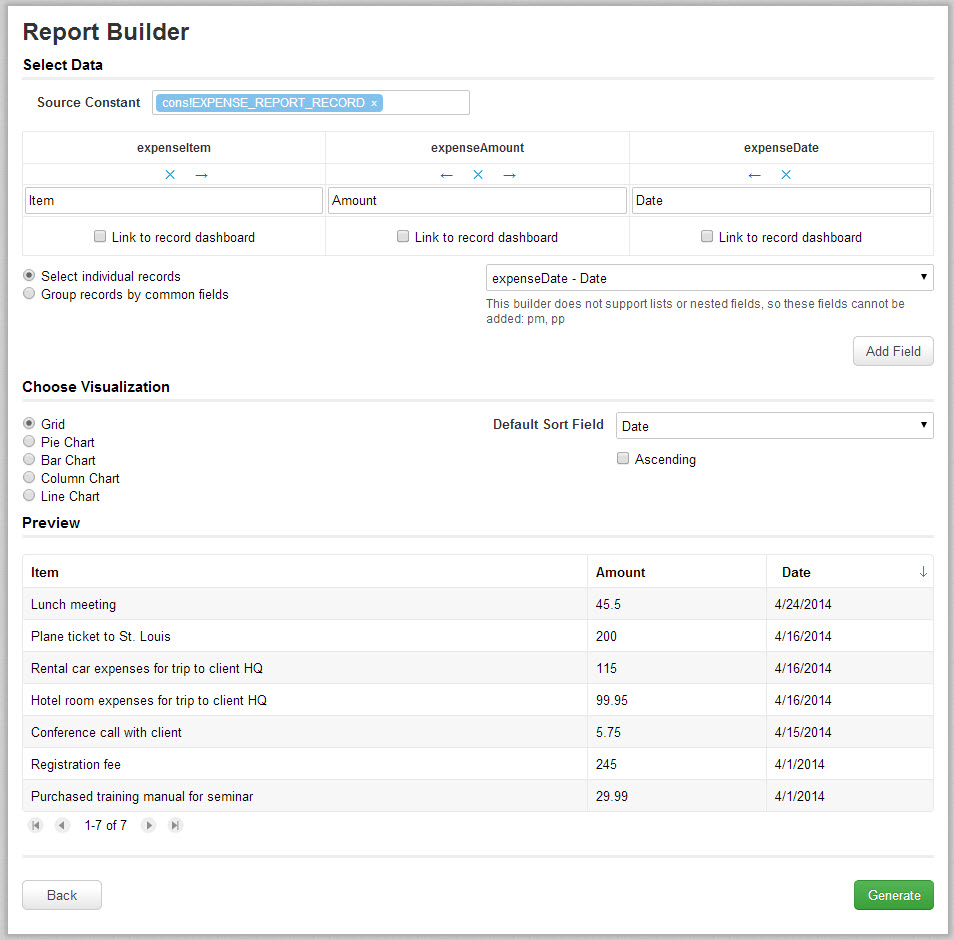 Report Builder
Select Data
Source Constant cons!EXPENSE_REPORT_RECORD ×
expenseItem expenseAmount expenseDate
× → ← × → ← ×
Item Amount Date
Link to record dashboard Link to record dashboard Link to record dashboard
Select individual records
Group records by common fields
expenseDate - Date
This builder does not support lists or nested fields, so these fields cannot be
added: pm, pp
Add Field
Choose Visualization
Grid
Pie Chart
Bar Chart
Column Chart
Line Chart
Default Sort Field Date
Ascending
Preview
Item Amount Date ↓
Lunch meeting 45.5 4/24/2014
Plane ticket to St. Louis 200 4/16/2014
Rental car expenses for trip to client HQ 115 4/16/2014
Hotel room expenses for trip to client HQ 99.95 4/16/2014
Conference call with client 5.75 4/15/2014
Registration fee 245 4/1/2014
Purchased training manual for seminar 29.99 4/1/2014
1-7 of 7
Back Generate